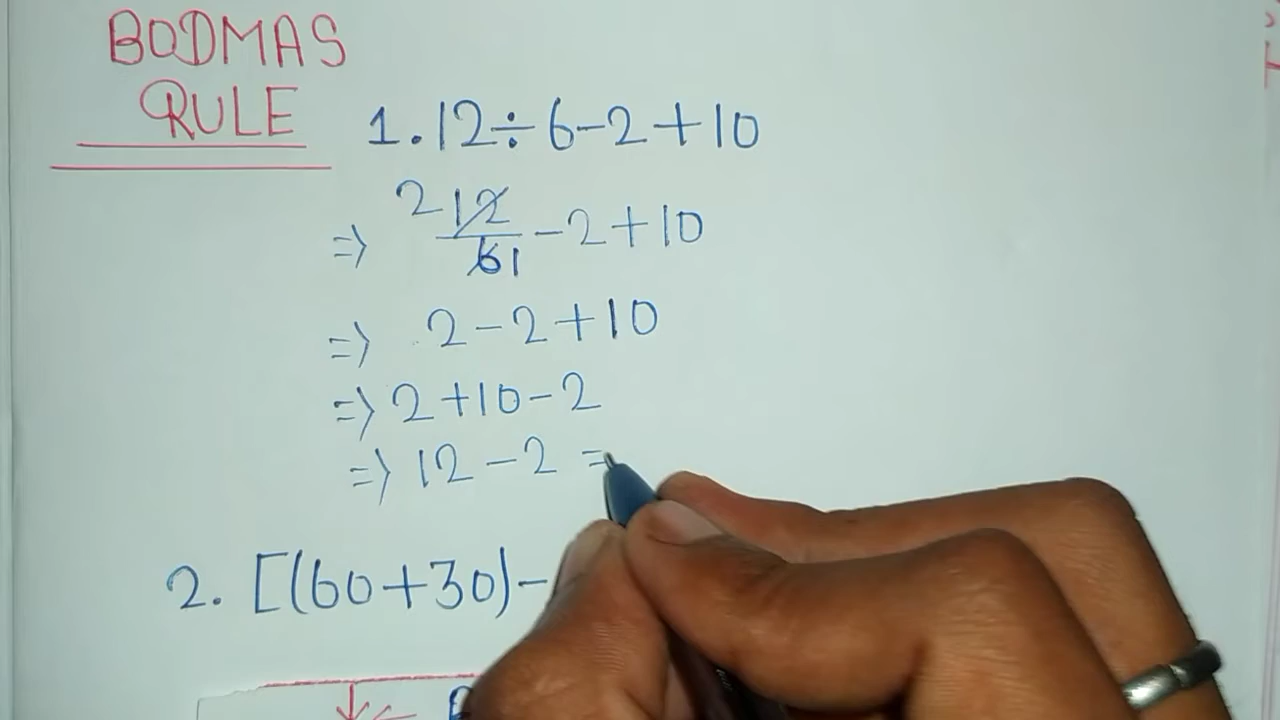 BODMAS
RULE
1. 12 ÷ 6 - 2 + 10
=> 2 12/6 1 - 2 + 10
=> 2 - 2 + 10
=> 2 + 10 - 2
=> 12 - 2 =
2. [(60 + 30) -